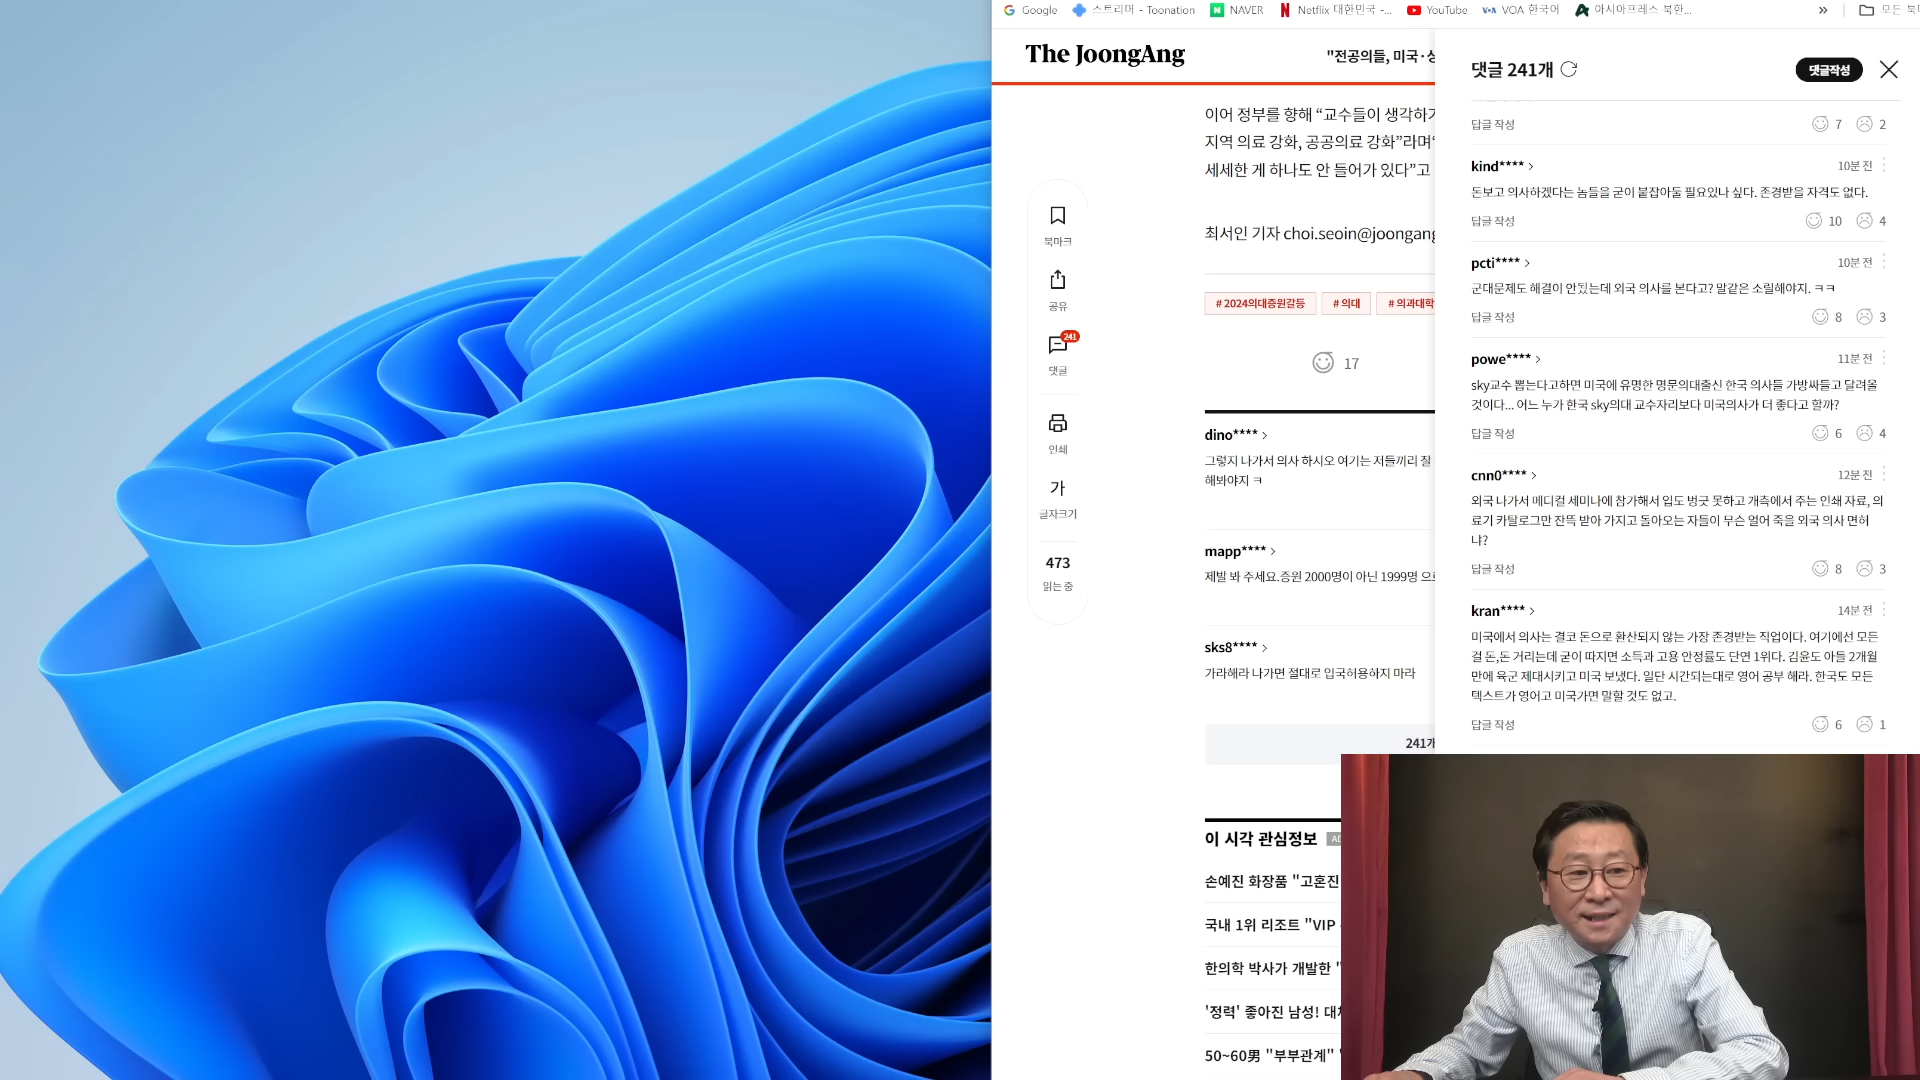 Google
스트리머 - Toonation
NAVER
Netflix 대한민국 -...
YouTube
VOA 한국어
아시아프레스 북한...
»
모든 북
The JoongAng
"전공의들, 미국·싱
이어 정부를 향해 “교수들이 생각하기
지역 의료 강화, 공공의료 강화”라며“
세세한 게 하나도 안 들어가 있다”고
최서인 기자 choi.seoin@joongang
# 2024의대증원갈등
# 의대
# 의과대학
17
북마크
공유
241
댓글
인쇄
가
글자크기
473
읽는 중
dino****
그렇지 나가서 의사 하시오 여기는 저들끼리 잘
해봐야지 ㅋ
mapp****
제발 봐 주세요.증원 2000명이 아닌 1999명 으로
sks8****
가라해라 나가면 절대로 입국허용하지 마라
241개
이 시각 관심정보
AD
손예진 화장품 "고혼진
국내 1위 리조트 "VIP
한의학 박사가 개발한 "
'정력' 좋아진 남성! 대체
50~60男 "부부관계" "
댓글 241개
댓글작성
답글 작성
7
2
kind****
10분 전
돈보고 의사하겠다는 놈들을 굳이 붙잡아둘 필요있나 싶다. 존경받을 자격도 없다.
답글 작성
10
4
pcti****
10분 전
군대문제도 해결이 안됬는데 외국 의사를 본다고? 말같은 소릴해야지. ㅋㅋ
답글 작성
8
3
powe****
11분 전
sky교수 뽑는다고하면 미국에 유명한 명문의대출신 한국 의사들 가방싸들고 달려올
것이다... 어느 누가 한국 sky의대 교수자리보다 미국의사가 더 좋다고 할까?
답글 작성
6
4
cnn0****
12분 전
외국 나가서 메디컬 세미나에 참가해서 입도 벙긋 못하고 개측에서 주는 인쇄 자료, 의
료기 카탈로그만 잔뜩 받아 가지고 돌아오는 자들이 무슨 얼어 죽을 외국 의사 면허
냐?
답글 작성
8
3
kran****
14분 전
미국에서 의사는 결코 돈으로 환산되지 않는 가장 존경받는 직업이다. 여기에선 모든
걸 돈,돈 거리는데 굳이 따지면 소득과 고용 안정률도 단연 1위다. 김윤도 아들 2개월
만에 육군 제대시키고 미국 보냈다. 일단 시간되는대로 영어 공부 해라. 한국도 모든
텍스트가 영어고 미국가면 말할 것도 없고.
답글 작성
6
1